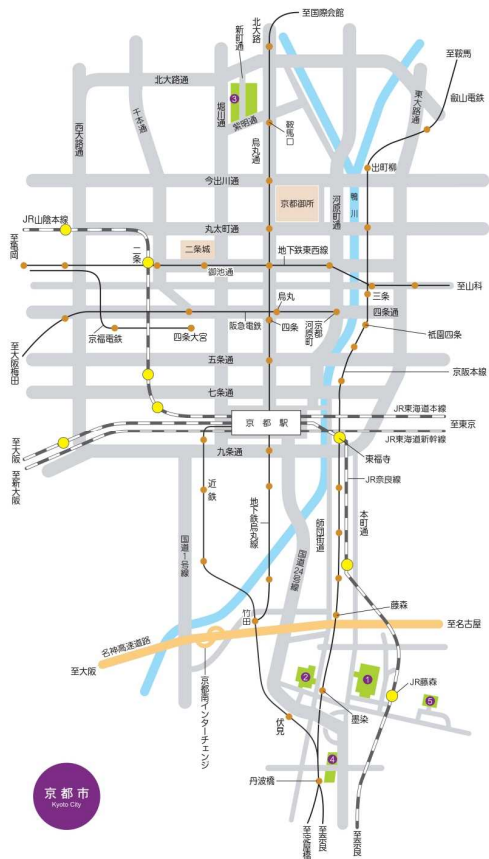 至国際会館
北大路
新町通
至鞍馬
北大路通
叡山電鉄
東大路通
千本通
堀川通
③
紫明通
鞍馬口
西大路通
烏丸通
出町柳
今出川通
京都御所
河原町通
鴨川
丸太町通
JR山陰本線
二条城
地下鉄東西線
至亀岡
二条
御池通
至山科
三条
烏丸
四条通
阪急電鉄
京都河原町
京福電鉄
四条大宮
四条
祇園四条
至大阪梅田
五条通
京阪本線
七条通
JR東海道本線
京都駅
至東京
JR東海道新幹線
至大阪
九条通
東福寺
至新大阪
近鉄
JR奈良線
地下鉄烏丸線
師団街道
本町通
国道1号線
国道24号線
竹田
藤森
名神高速道路
至名古屋
至大阪
京都南インターチェンジ
②
①
JR藤森
⑤
墨染
伏見
④
丹波橋
京都市
Kyoto City
至淀屋橋
至奈良
至奈良